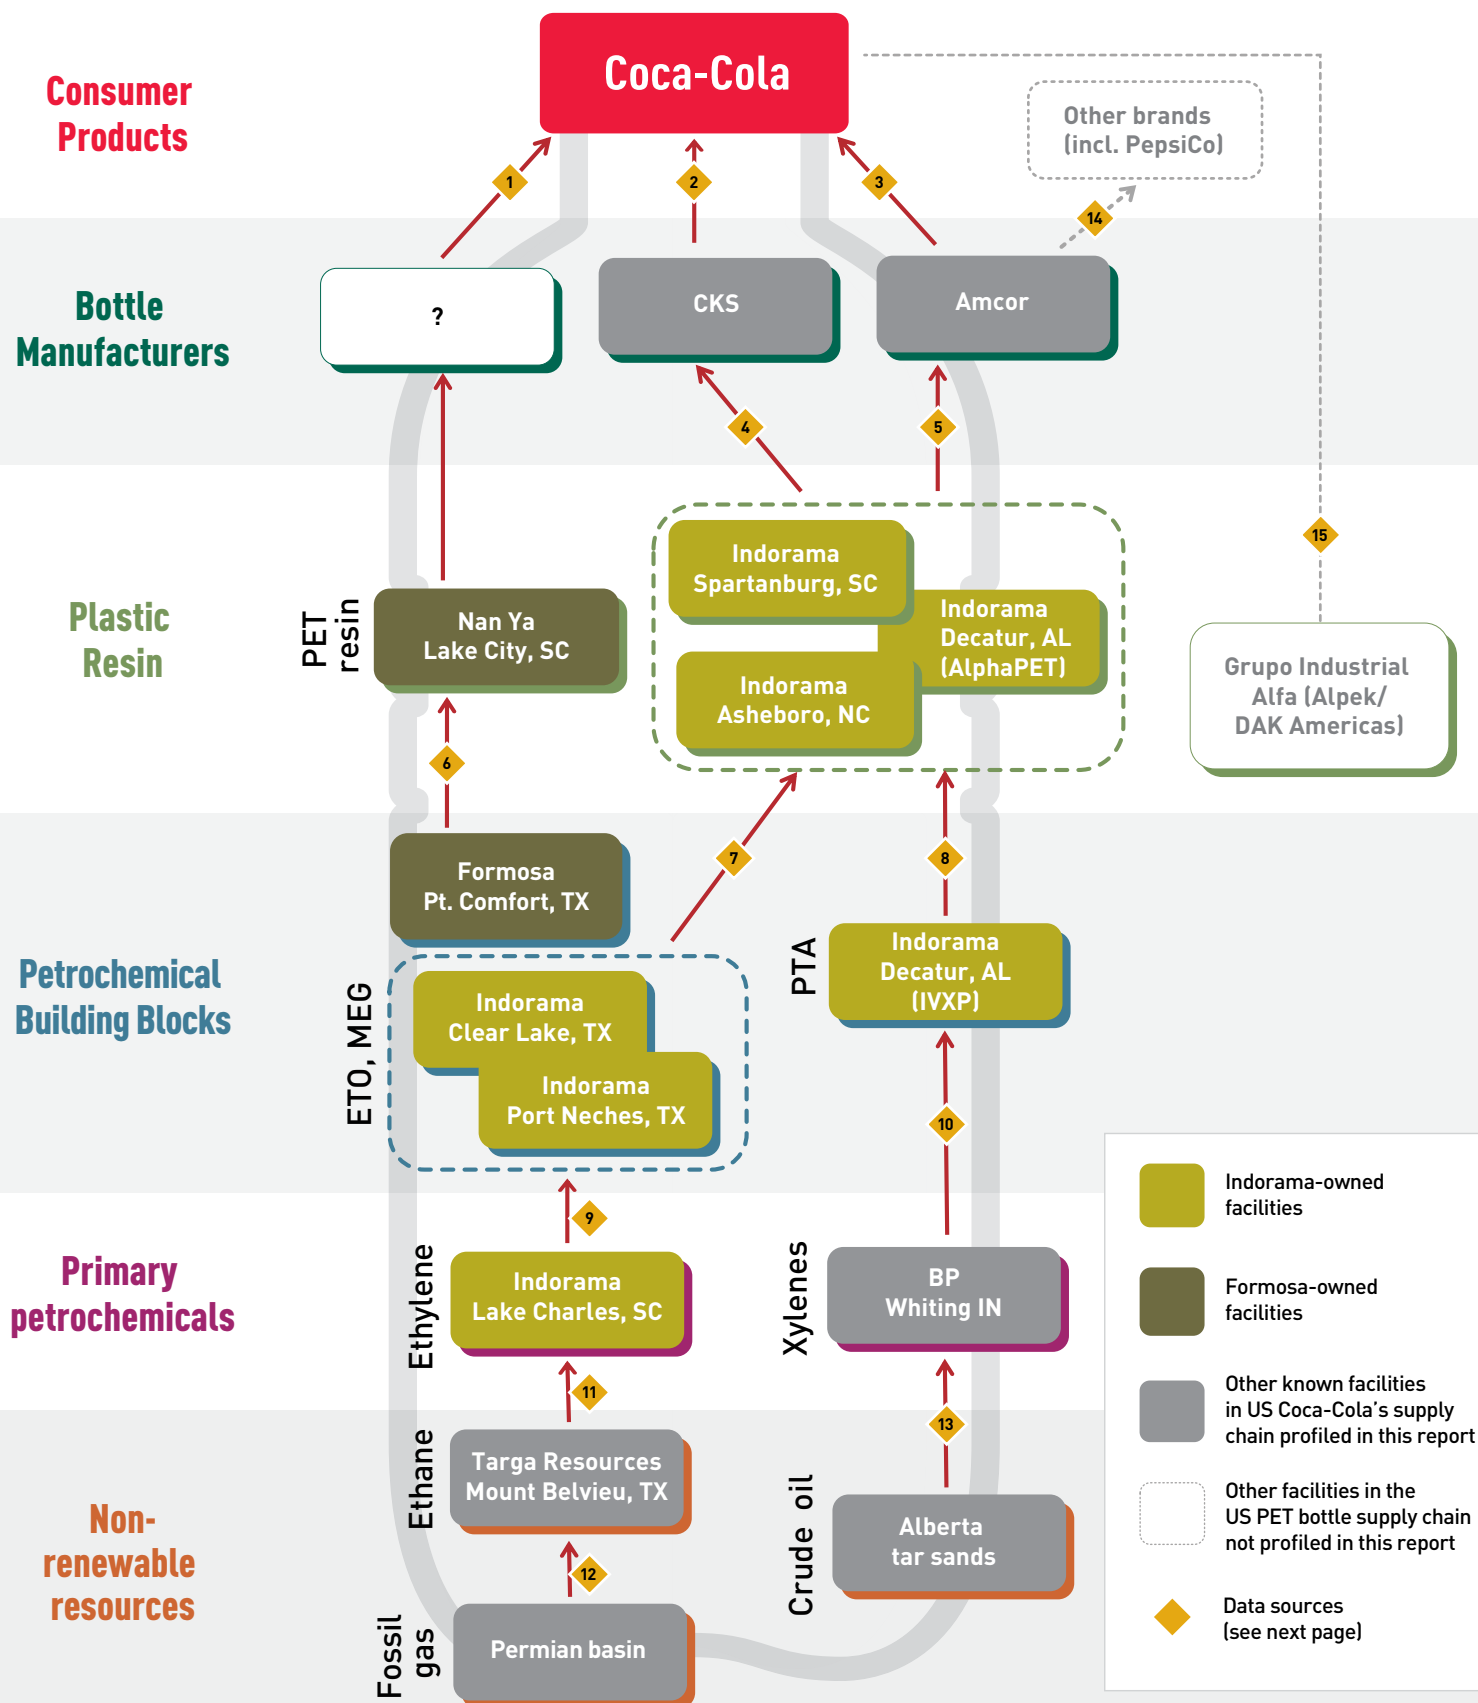 Consumer
Products
Coca-Cola
Other brands
(incl. PepsiCo)
1
2
3
14
Bottle
Manufacturers
?
CKS
Amcor
4
5
15
Plastic
Resin
PET
resin
Nan Ya
Lake City, SC
Indorama
Spartanburg, SC
Indorama
Decatur, AL
(AlphaPET)
Indorama
Asheboro, NC
Grupo Industrial
Alfa (Alpek/
DAK Americas)
6
7
8
Petrochemical
Building Blocks
Formosa
Pt. Comfort, TX
ETO, MEG
Indorama
Clear Lake, TX
Indorama
Port Neches, TX
PTA
Indorama
Decatur, AL
(IVXP)
9
10
Primary
petrochemicals
Ethylene
Indorama
Lake Charles, SC
Xylenes
BP
Whiting IN
11
13
Non-
renewable
resources
Ethane
Targa Resources
Mount Belvieu, TX
Crude oil
Alberta
tar sands
12
Fossil
gas
Permian basin
Indorama-owned
facilities
Formosa-owned
facilities
Other known facilities
in US Coca-Cola's supply
chain profiled in this report
Other facilities in the
US PET bottle supply chain
not profiled in this report
Data sources
(see next page)